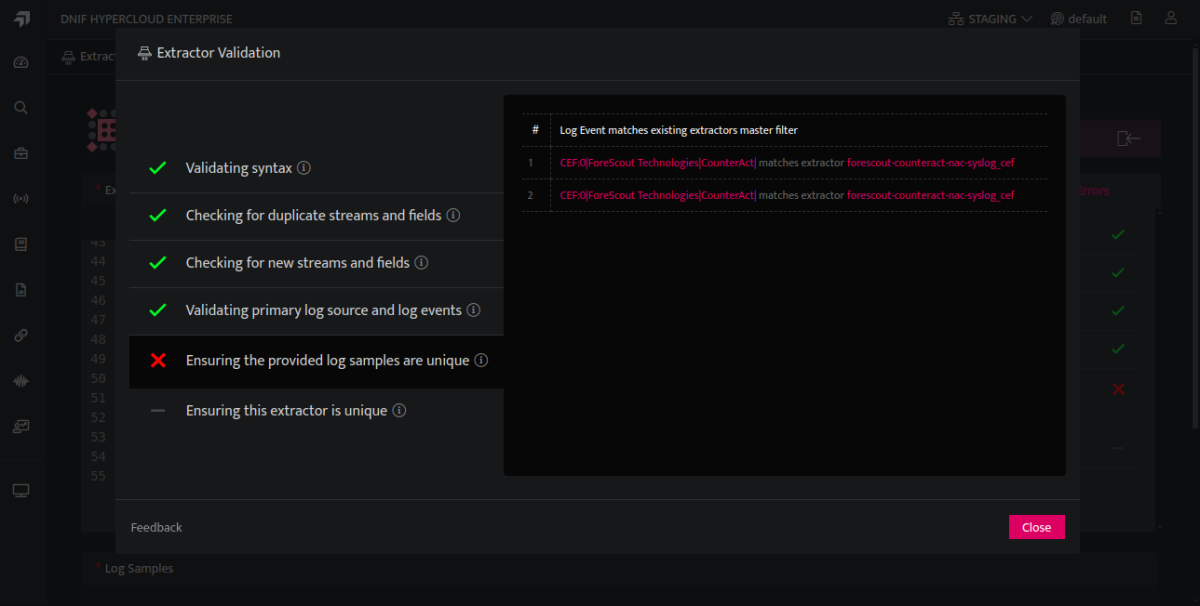 DNIF HYPERCLOUD ENTERPRISE
STAGING
default
Extrac
Extractor Validation
Validating syntax
Checking for duplicate streams and fields
Checking for new streams and fields
Validating primary log source and log events
Ensuring the provided log samples are unique
Ensuring this extractor is unique
# Log Event matches existing extractors master filter
1 CEF:0|ForeScout Technologies|CounterAct| matches extractor forescout-counteract-nac-syslog_cef
2 CEF:0|ForeScout Technologies|CounterAct| matches extractor forescout-counteract-nac-syslog_cef
* Ex
Errors
43
44
45
46
47
48
49
50
51
52
53
54
55
Feedback
Close
* Log Samples